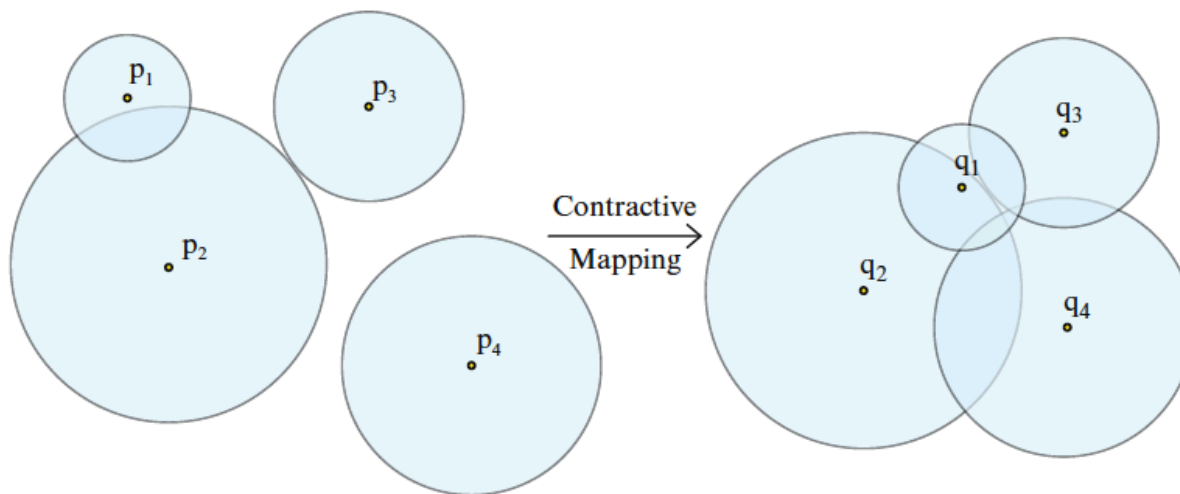 p₁
p₂
p₃
p₄
Contractive
Mapping
q₁
q₂
q₃
q₄